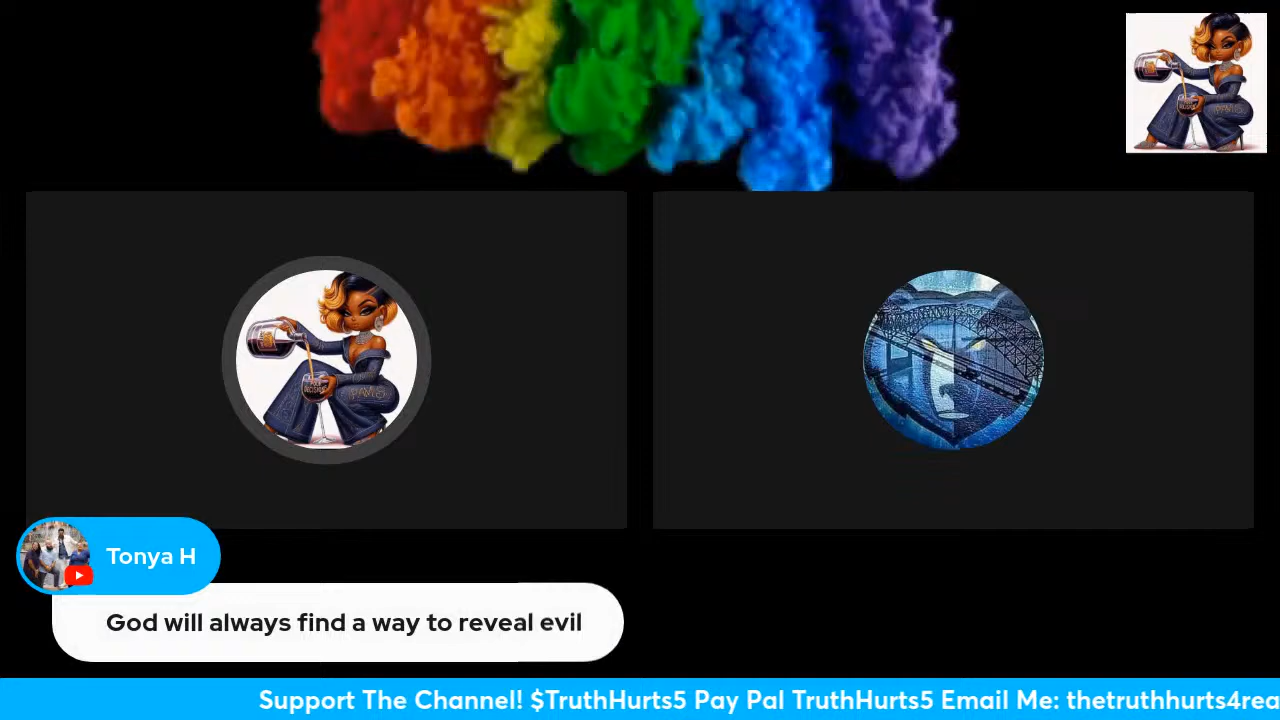 Tonya H
God will always find a way to reveal evil
Support The Channel! $TruthHurts5 Pay Pal TruthHurts5 Email Me: thetruthhurts4rea